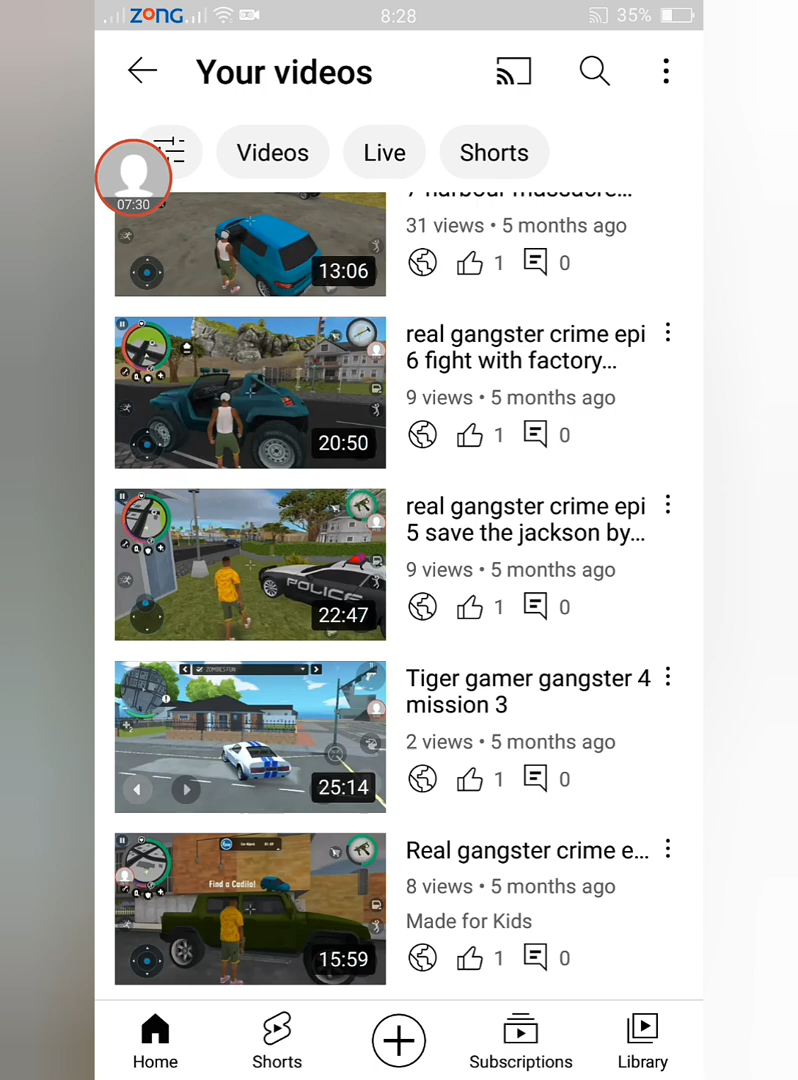 ZONG
8:28
35%
Your videos
Videos
Live
Shorts
07:30
7 harbour massacre...
31 views • 5 months ago
1
0
13:06
real gangster crime epi
6 fight with factory...
9 views • 5 months ago
1
0
20:50
real gangster crime epi
5 save the jackson by...
9 views • 5 months ago
1
0
POLICE
22:47
Tiger gamer gangster 4
mission 3
2 views • 5 months ago
1
0
25:14
Real gangster crime e...
8 views • 5 months ago
Made for Kids
1
0
Find a Cadilo!
15:59
Home
Shorts
Subscriptions
Library